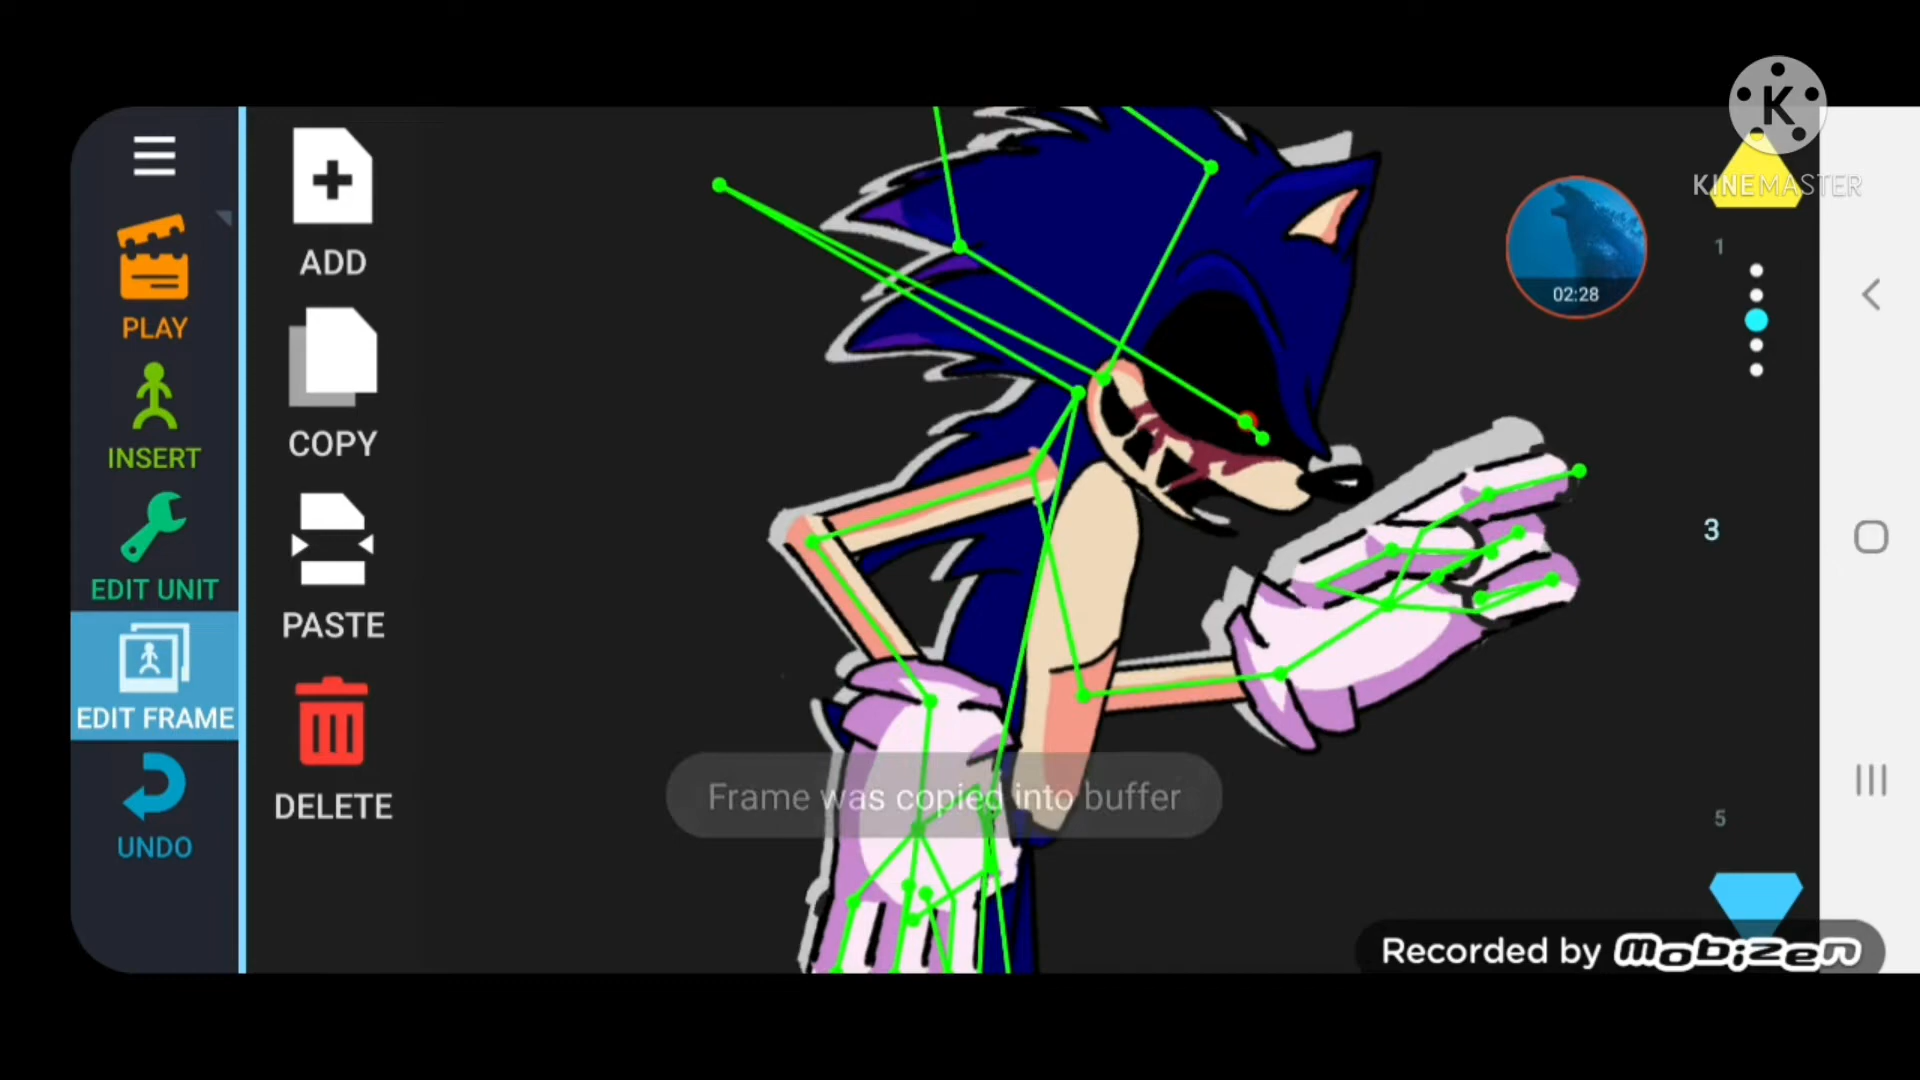 K
KINEMASTER
ADD
1
02:28
PLAY
COPY
INSERT
3
EDIT UNIT
PASTE
EDIT FRAME
Frame was copied into buffer
DELETE
5
UNDO
Recorded by mobizen